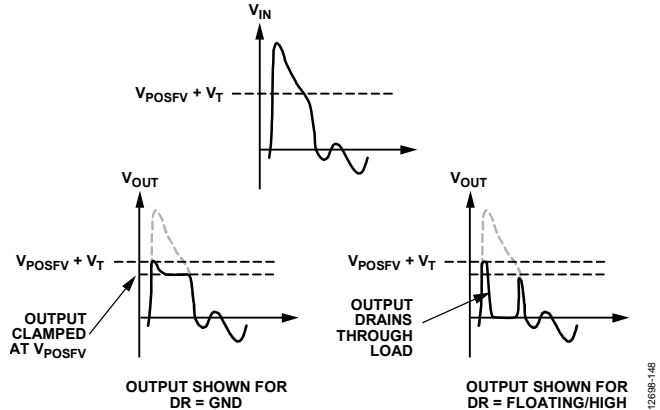 VIN
VPOSFV + VT
VOUT
VPOSFV + VT
OUTPUT
CLAMPED
AT VPOSFV
OUTPUT SHOWN FOR
DR = GND
VOUT
VPOSFV + VT
OUTPUT
DRAINS
THROUGH
LOAD
OUTPUT SHOWN FOR
DR = FLOATING/HIGH
12698-148